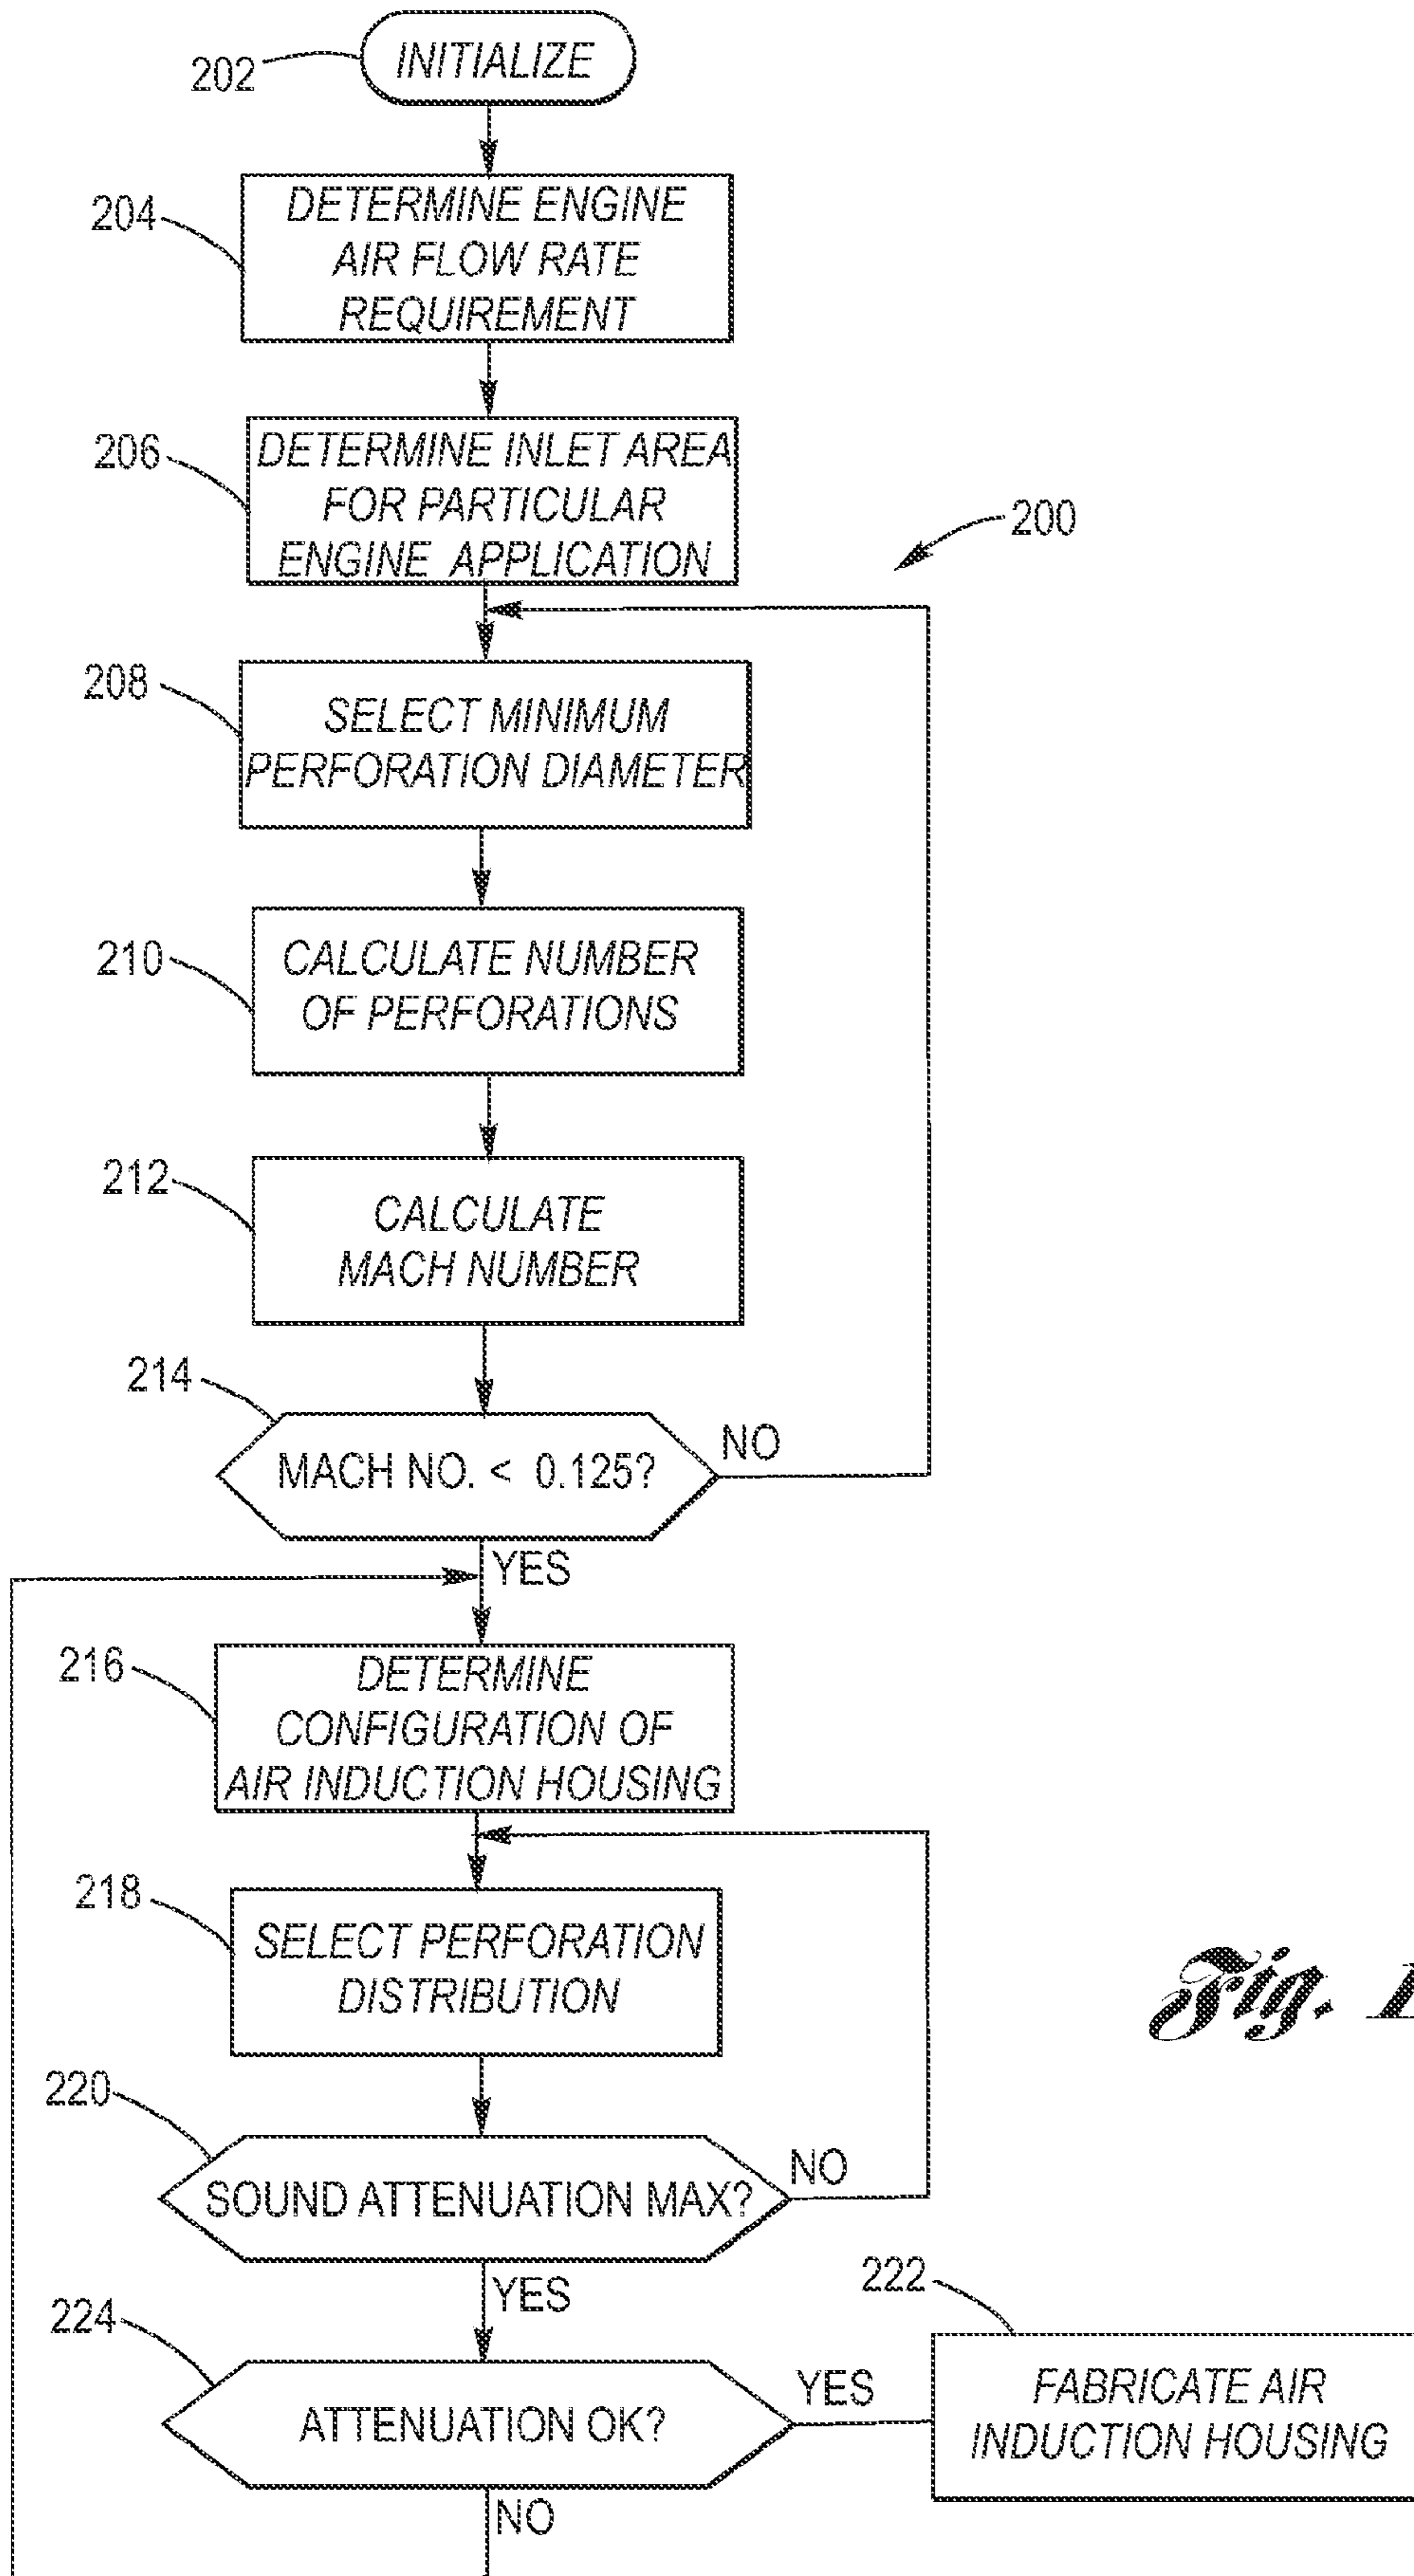 202
INITIALIZE
204
DETERMINE ENGINE
AIR FLOW RATE
REQUIREMENT
206
DETERMINE INLET AREA
FOR PARTICULAR
ENGINE APPLICATION
200
208
SELECT MINIMUM
PERFORATION DIAMETER
210
CALCULATE NUMBER
OF PERFORATIONS
212
CALCULATE
MACH NUMBER
214
MACH NO. < 0.125?
NO
YES
216
DETERMINE
CONFIGURATION OF
AIR INDUCTION HOUSING
218
SELECT PERFORATION
DISTRIBUTION
Fig.
220
SOUND ATTENUATION MAX?
NO
YES
222
FABRICATE AIR
INDUCTION HOUSING
224
ATTENUATION OK?
YES
NO